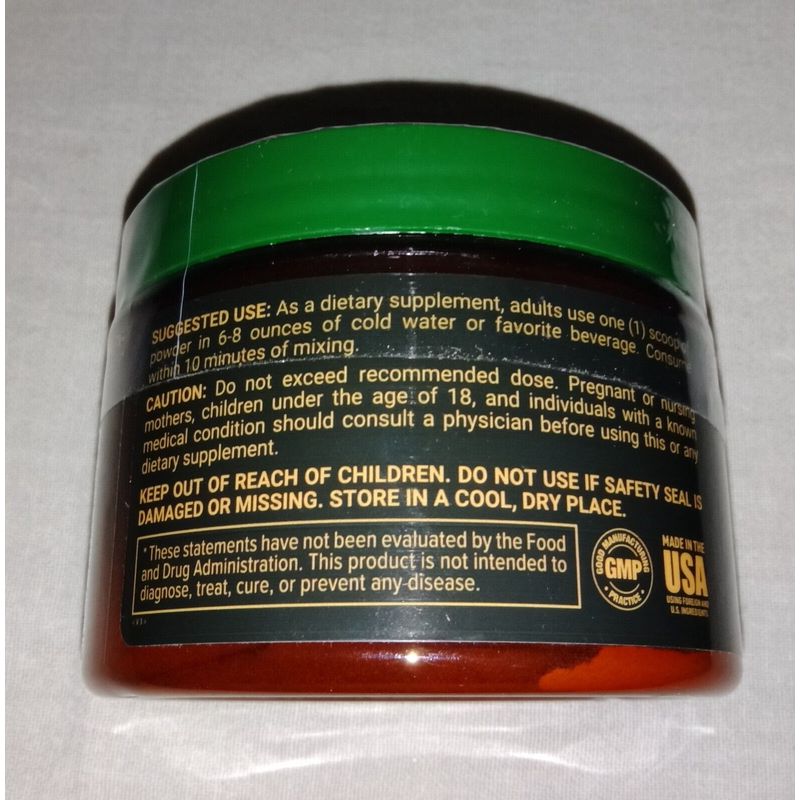 SUGGESTED USE: As a dietary supplement, adults use one (1) scoop
powder in 6-8 ounces of cold water or favorite beverage. Consume
within 10 minutes of mixing.
CAUTION: Do not exceed recommended dose. Pregnant or nursing
mothers, children under the age of 18, and individuals with a known
medical condition should consult a physician before using this or any
dietary supplement.
KEEP OUT OF REACH OF CHILDREN. DO NOT USE IF SAFETY SEAL IS
DAMAGED OR MISSING. STORE IN A COOL, DRY PLACE.
*These statements have not been evaluated by the Food
and Drug Administration. This product is not intended to
diagnose, treat, cure, or prevent any disease.
GOOD MANUFACTURING
GMP
PRACTICE
MADE IN THE
USA
USING FOREIGN AND
U.S. INGREDIENTS